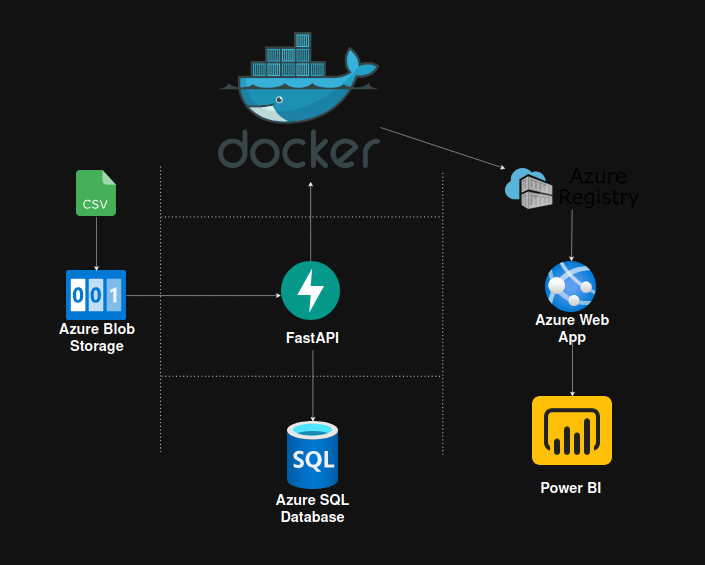 docker
CSV
Azure
Registry
001
Azure Blob
Storage
FastAPI
Azure Web
App
SQL
Azure SQL
Database
Power BI